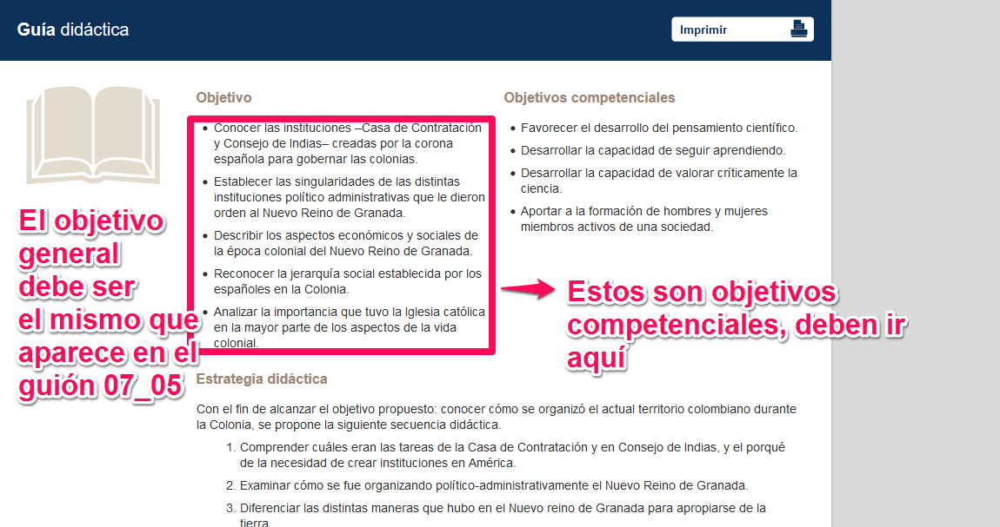 Guía didáctica
Imprimir
Objetivo
Conocer las instituciones –Casa de Contratación
y Consejo de Indias– creadas por la corona
española para gobernar las colonias.
Establecer las singularidades de las distintas
instituciones político administrativas que le dieron
orden al Nuevo Reino de Granada.
Describir los aspectos económicos y sociales de
la época colonial del Nuevo Reino de Granada.
Reconocer la jerarquía social establecida por los
españoles en la Colonia.
Analizar la importancia que tuvo la Iglesia católica
en la mayor parte de los aspectos de la vida
colonial.
Objetivos competenciales
Favorecer el desarrollo del pensamiento científico.
Desarrollar la capacidad de seguir aprendiendo.
Desarrollar la capacidad de valorar críticamente la
ciencia.
Aportar a la formación de hombres y mujeres
miembros activos de una sociedad.
El objetivo
general
debe ser
el mismo que
aparece en el
guión 07_05
Estos son objetivos
competenciales, deben ir
aquí
Estrategia didáctica
Con el fin de alcanzar el objetivo propuesto: conocer cómo se organizó el actual territorio colombiano durante
la Colonia, se propone la siguiente secuencia didáctica.
1. Comprender cuáles eran las tareas de la Casa de Contratación y en Consejo de Indias, y el porqué
de la necesidad de crear instituciones en América.
2. Examinar cómo se fue organizando político-administrativamente el Nuevo Reino de Granada.
3. Diferenciar las distintas maneras que hubo en el Nuevo reino de Granada para apropiarse de la
tierra